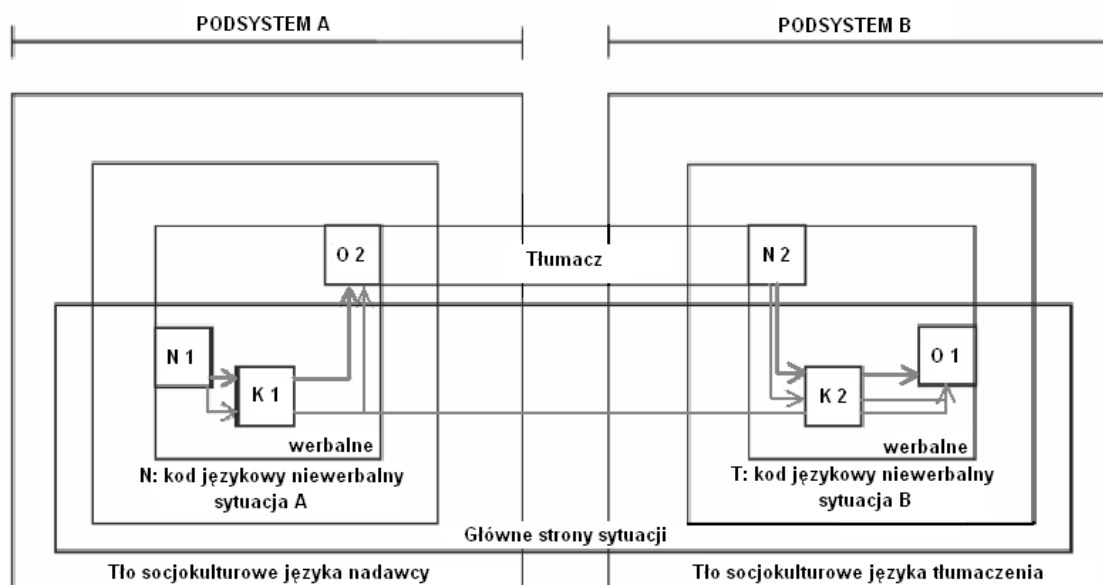 PODSYSTEM A
PODSYSTEM B
O 2
Tłumacz
N 2
N 1
K 1
O 1
K 2
werbalne
werbalne
N: kod językowy niewerbalny
sytuacja A
T: kod językowy niewerbalny
sytuacja B
Główne strony sytuacji
Tło socjokulturowe języka nadawcy
Tło socjokulturowe języka tłumaczenia